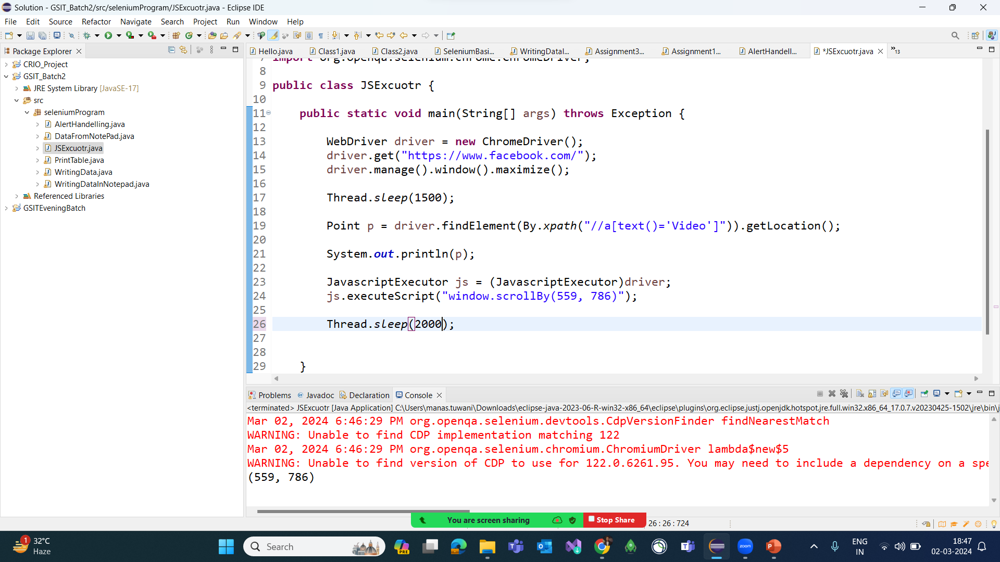 Solution - GSIT_Batch2/src/seleniumProgram/JSExcuotr.java - Eclipse IDE
File Edit Source Refactor Navigate Search Project Run Window Help
Package Explorer
CRIO_Project
GSIT_Batch2
JRE System Library [JavaSE-17]
src
seleniumProgram
AlertHandelling.java
DataFromNotePad.java
JSExcuotr.java
PrintTable.java
WritingData.java
WritingDataInNotepad.java
Referenced Libraries
GSITEveningBatch
Hello.java Class1.java Class2.java SeleniumBasi... WritingDataI... Assignment3... Assignment1... AlertHandell... *JSExcuotr.java »13
7 import org.openqa.selenium.chrome.ChromeDriver;
8
9 public class JSExcuotr {
10
11 public static void main(String[] args) throws Exception {
12
13 WebDriver driver = new ChromeDriver();
14 driver.get("https://www.facebook.com/");
15 driver.manage().window().maximize();
16
17 Thread.sleep(1500);
18
19 Point p = driver.findElement(By.xpath("//a[text()='Video']")).getLocation();
20
21 System.out.println(p);
22
23 JavascriptExecutor js = (JavascriptExecutor)driver;
24 js.executeScript("window.scrollBy(559, 786)");
25
26 Thread.sleep(2000);
27
28
29 }
Problems @ Javadoc Declaration Console
<terminated> JSExcuotr [Java Application] C:\Users\manas.tuwani\Downloads\eclipse-java-2023-06-R-win32-x86_64\eclipse\plugins\org.eclipse.justj.openjdk.hotspot.jre.full.win32.x86_64_17.0.7.v20230425-1502\jre\bin\j
Mar 02, 2024 6:46:29 PM org.openqa.selenium.devtools.CdpVersionFinder findNearestMatch
WARNING: Unable to find CDP implementation matching 122
Mar 02, 2024 6:46:29 PM org.openqa.selenium.chromium.ChromiumDriver lambda$new$5
WARNING: Unable to find version of CDP to use for 122.0.6261.95. You may need to include a dependency on a spe
(559, 786)
You are screen sharing Stop Share 26 : 26 : 724
1 32°C
Haze
Search
PRE
zoom
ENG
IN
18:47
02-03-2024